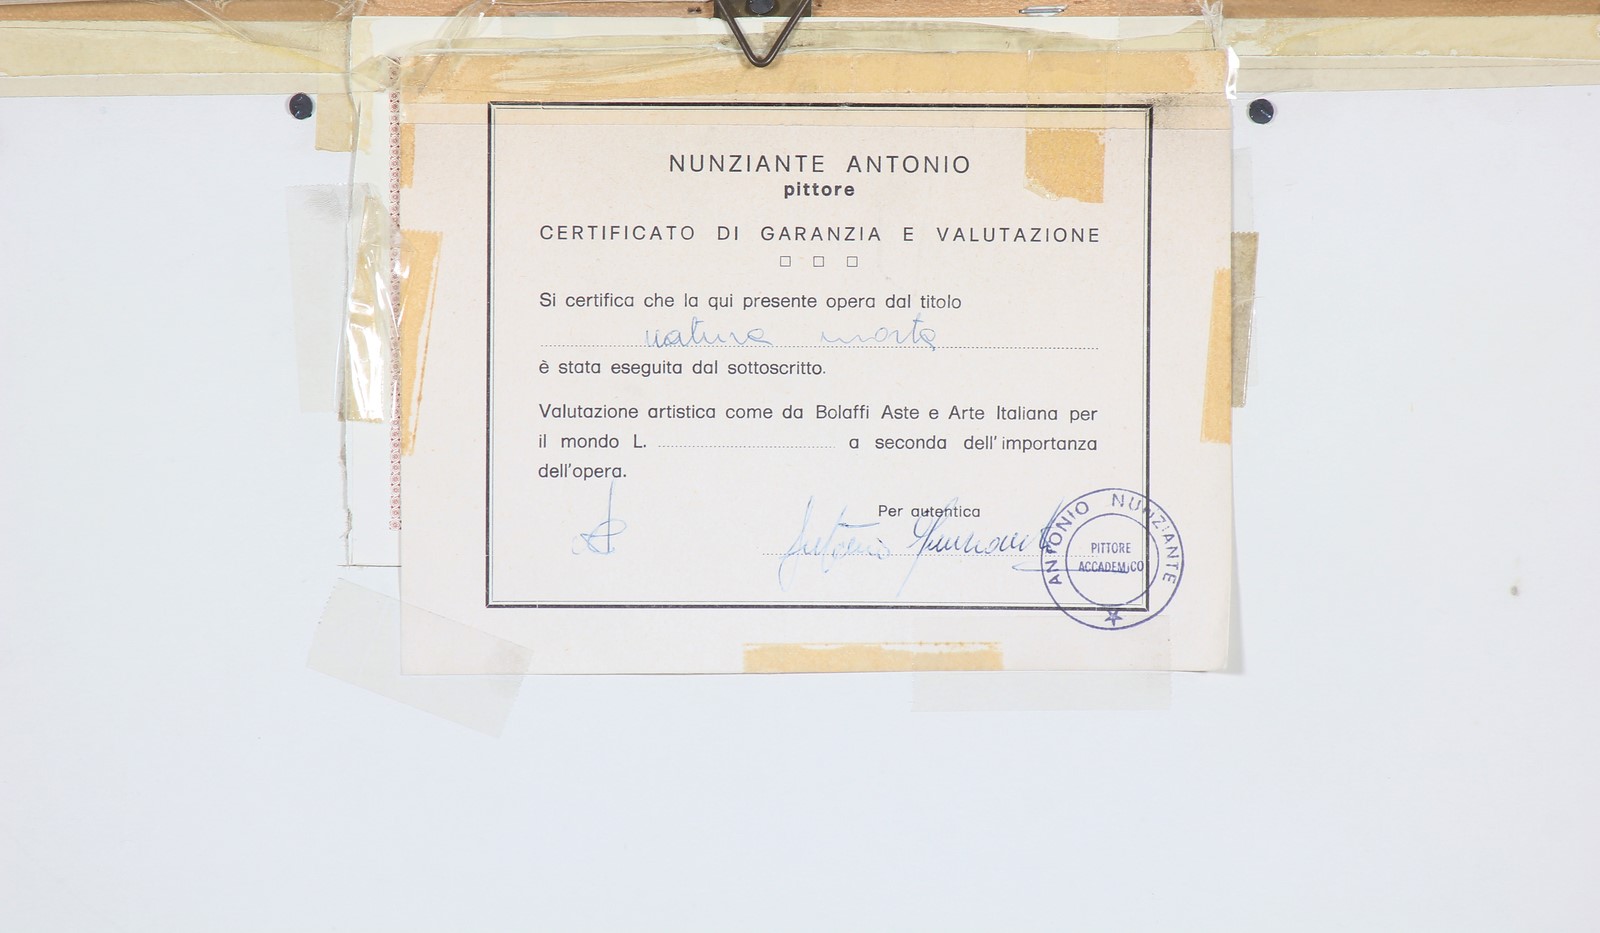 NUNZIANTE ANTONIO
pittore
CERTIFICATO DI GARANZIA E VALUTAZIONE
Si certifica che la qui presente opera dal titolo
natura morta
è stata eseguita dal sottoscritto.
Valutazione artistica come da Bolaffi Aste e Arte Italiana per
il mondo L. a seconda dell'importanza
dell'opera.
Per autentica
Antonio Nunziante
ANTONIO NUNZIANTE
PITTORE
ACCADEMICO